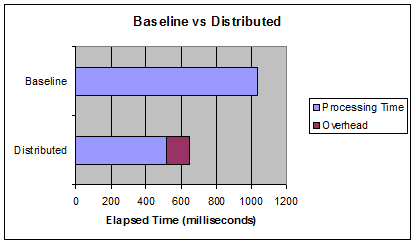 Baseline vs Distributed
Baseline
Distributed
0 200 400 600 800 1000 1200
Elapsed Time (milliseconds)
Processing Time
Overhead